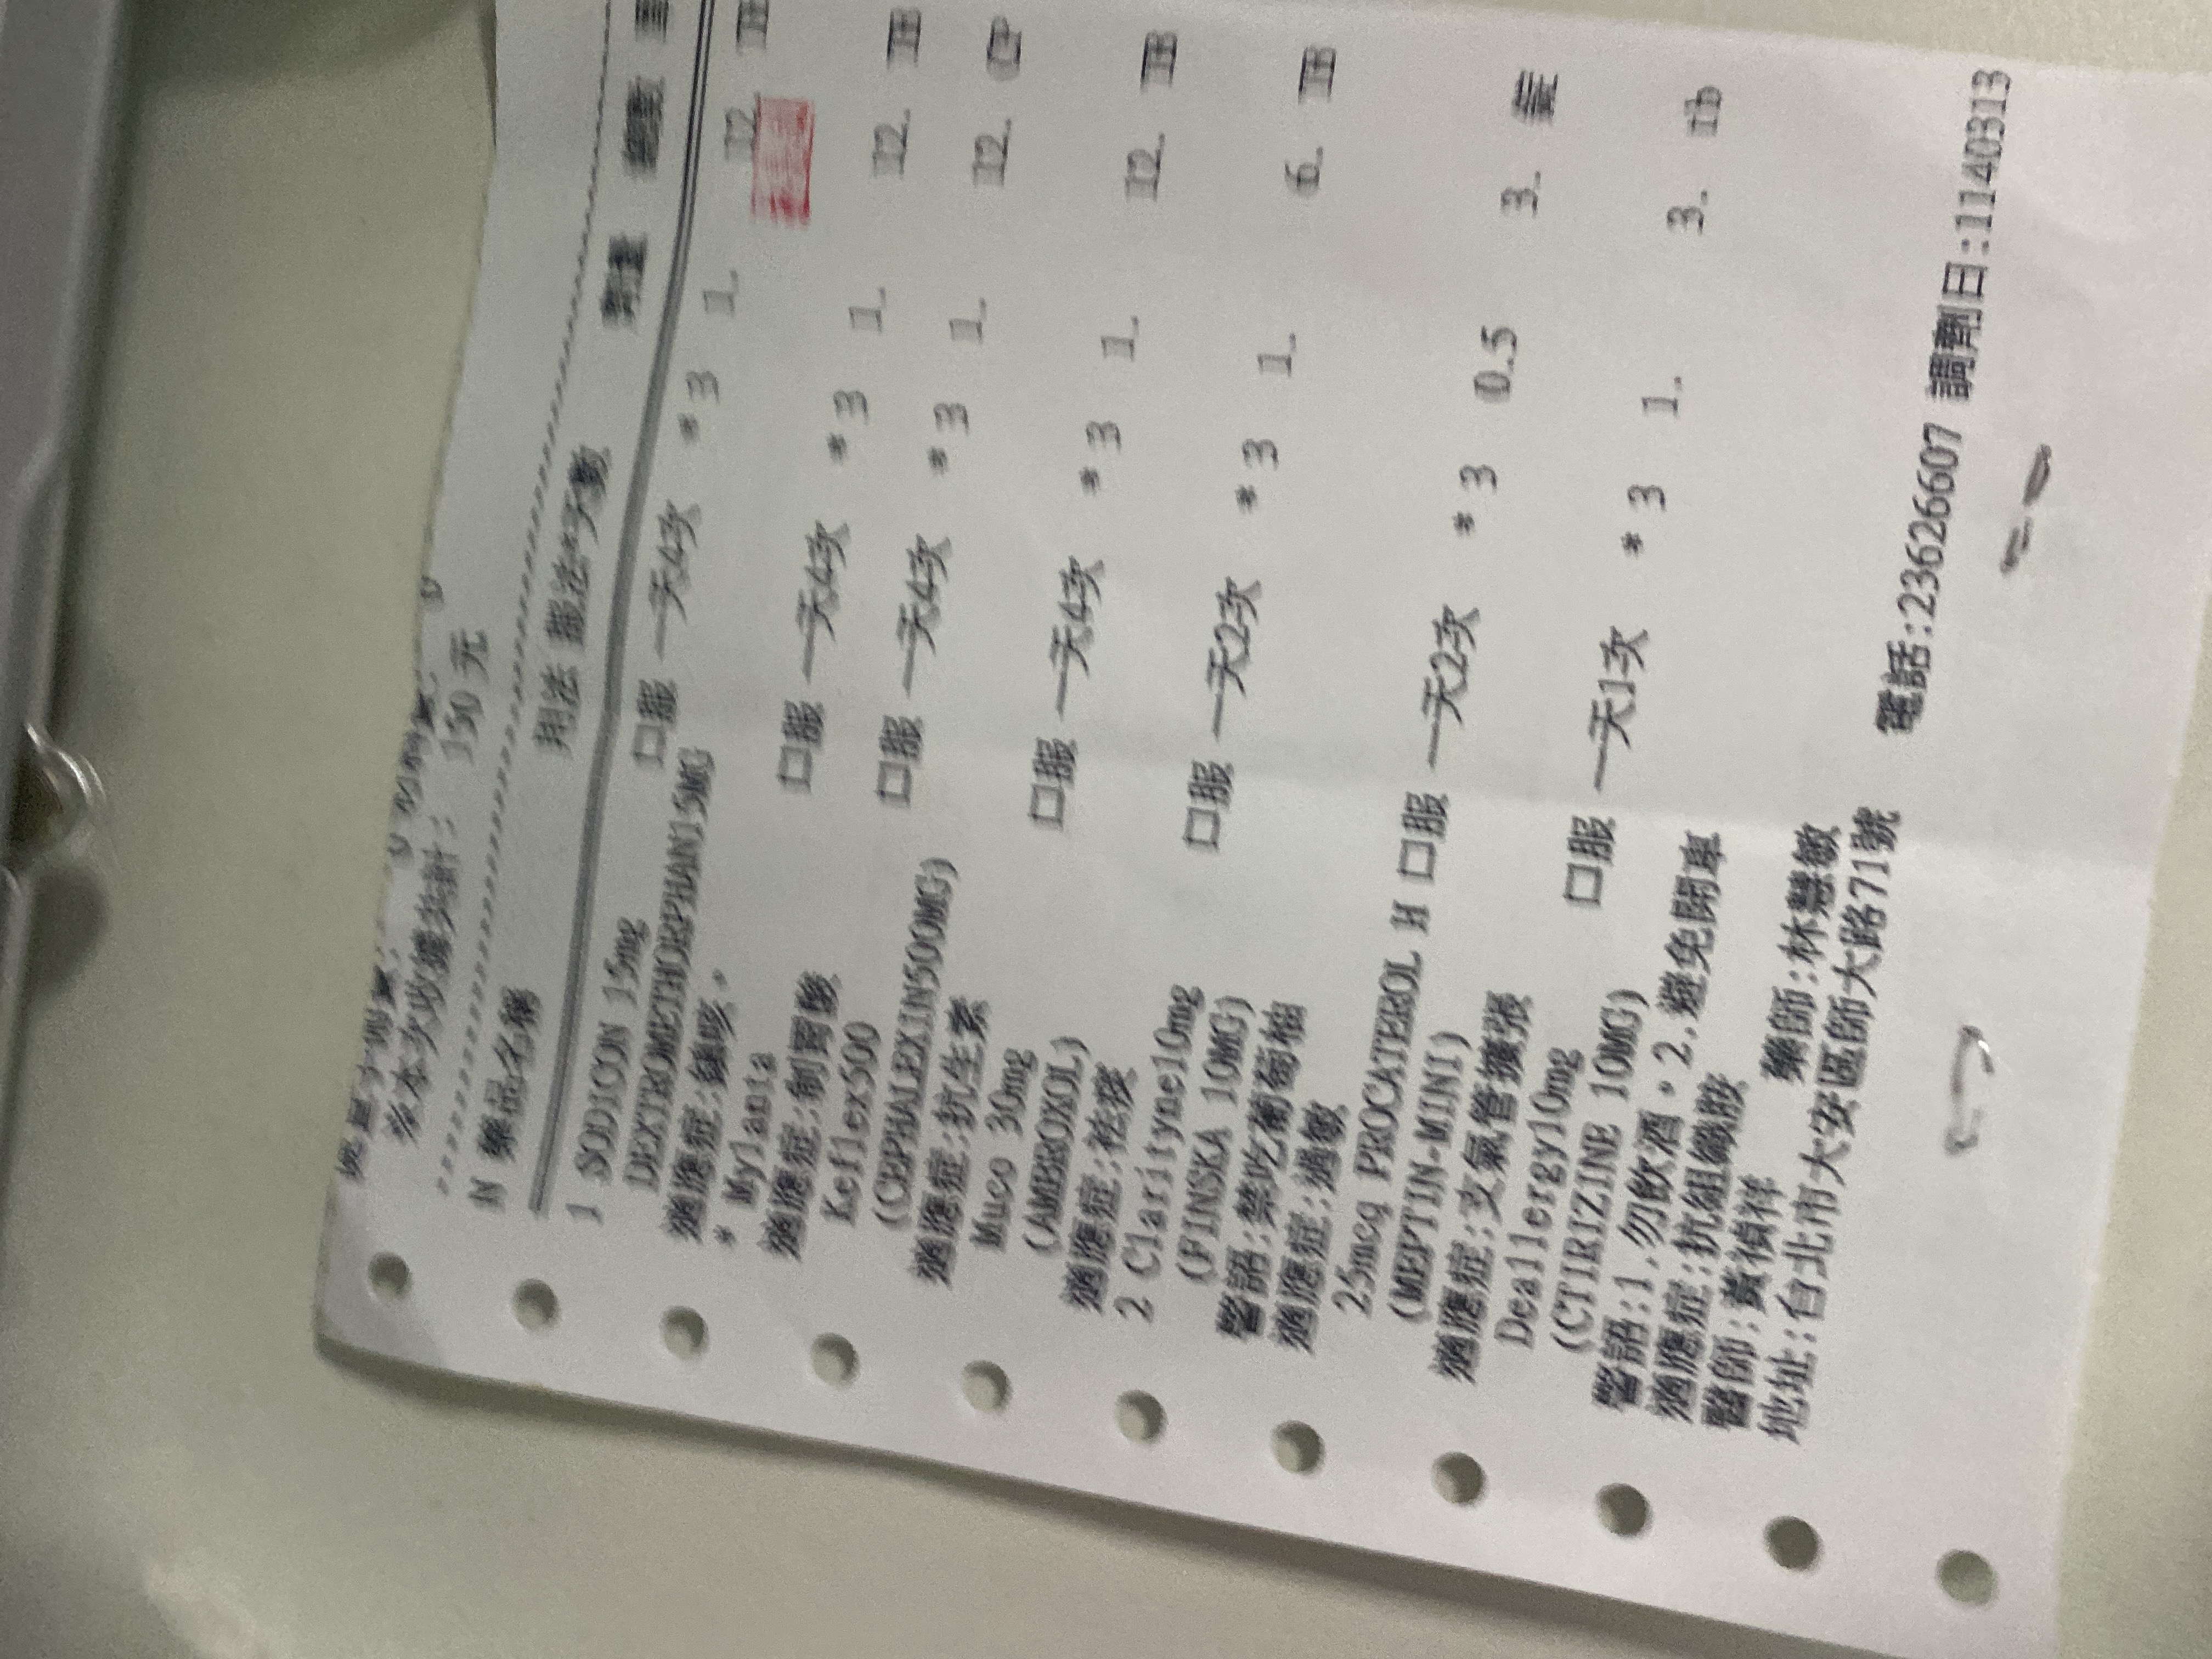 ※本次收據共計: 150 元
N 藥品名稱 用法 服法*天數 劑量 總數
1 SODICON 15mg 口服 一天4次 * 3 1. 12. TB
DEXTROMETHORPHAN15MG
適應症:鎮咳。
* Mylanta 口服 一天4次 * 3 1. 12. TB
適應症:制胃酸
Keflex500 口服 一天4次 * 3 1. 12. CP
(CEPHALEXIN500MG)
適應症:抗生素
Muco 30mg 口服 一天4次 * 3 1. 12. TB
(AMBROXOL)
適應症:袪痰
2 Clarityne10mg 口服 一天2次 * 3 1. 6. TB
(FINSKA 10MG)
警語:禁吃葡萄柚
適應症:過敏
25mcq PROCATEROL H 口服 一天2次 * 3 0.5 3.
(MEPTIN-MINI)
適應症:支氣管擴張
Deallergy10mg 口服 一天1次 * 3 1. 3. tb
(CTIRIZINE 10MG)
警語:1.勿飲酒。2.避免開車
適應症:抗組織胺
醫師:黃禎祥 藥師:林慧敏
地址:台北市大安區師大路71號 電話:23626607 調劑日:1140313